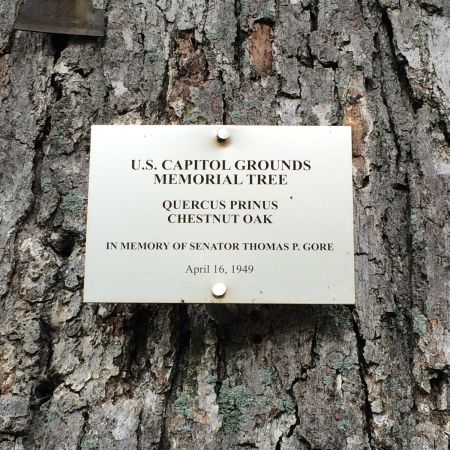 U.S. CAPITOL GROUNDS
MEMORIAL TREE
QUERCUS PRINUS
CHESTNUT OAK
IN MEMORY OF SENATOR THOMAS P. GORE
April 16, 1949